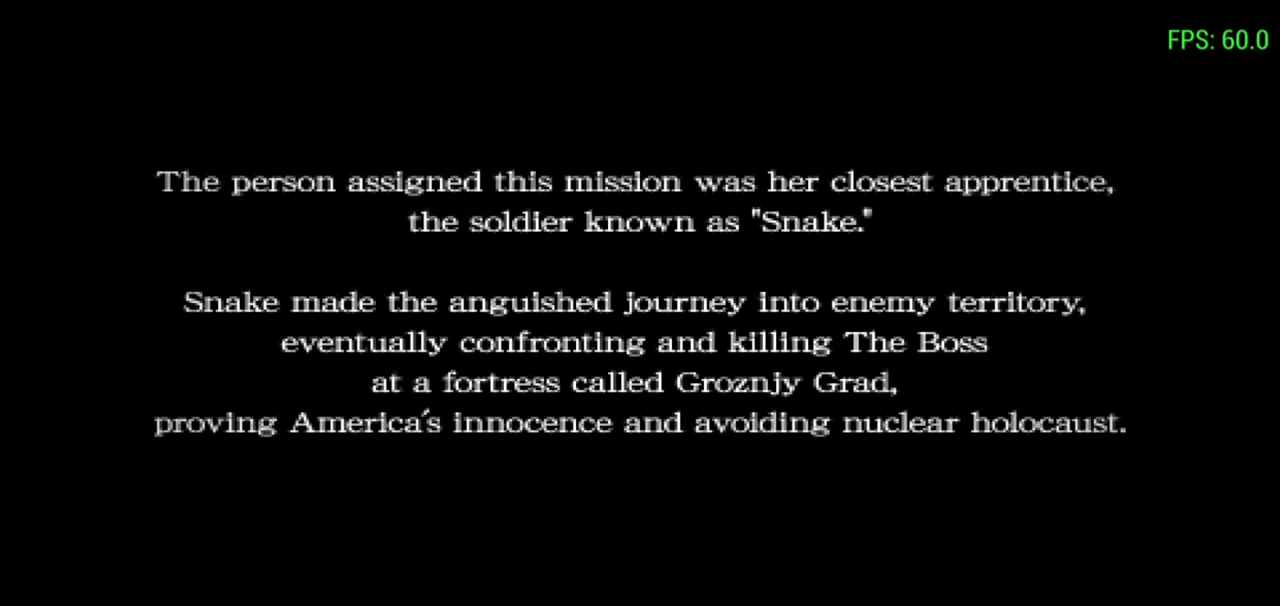 FPS: 60.0
The person assigned this mission was her closest apprentice,
the soldier known as "Snake."
Snake made the anguished journey into enemy territory,
eventually confronting and killing The Boss
at a fortress called Groznjy Grad,
proving America's innocence and avoiding nuclear holocaust.